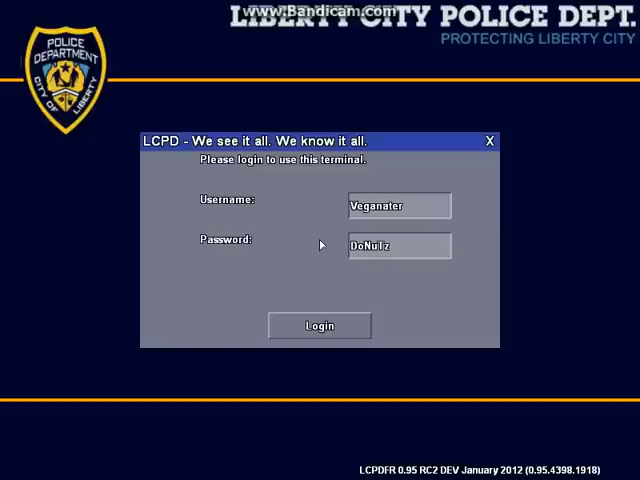 LIBERTY CITY POLICE DEPT.
www.Bandicam.com
PROTECTING LIBERTY CITY
POLICE
DEPARTMENT
CITY OF LIBERTY
LCPD - We see it all. We know it all. X
Please login to use this terminal.
Username: Veganater
Password: DoNuTz
Login
LCPDFR 0.95 RC2 DEV January 2012 (0.95.4398.1918)